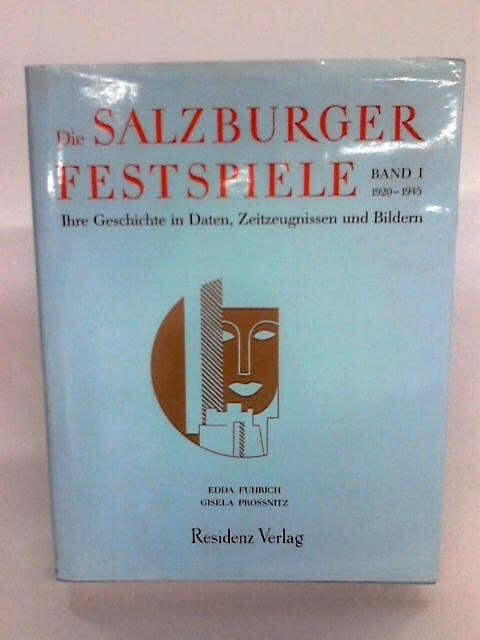 Die SALZBURGER
FESTSPIELE BAND I
1920–1945
Ihre Geschichte in Daten, Zeitzeugnissen und Bildern
EDDA FUHRICH
GISELA PROSSNITZ
Residenz Verlag